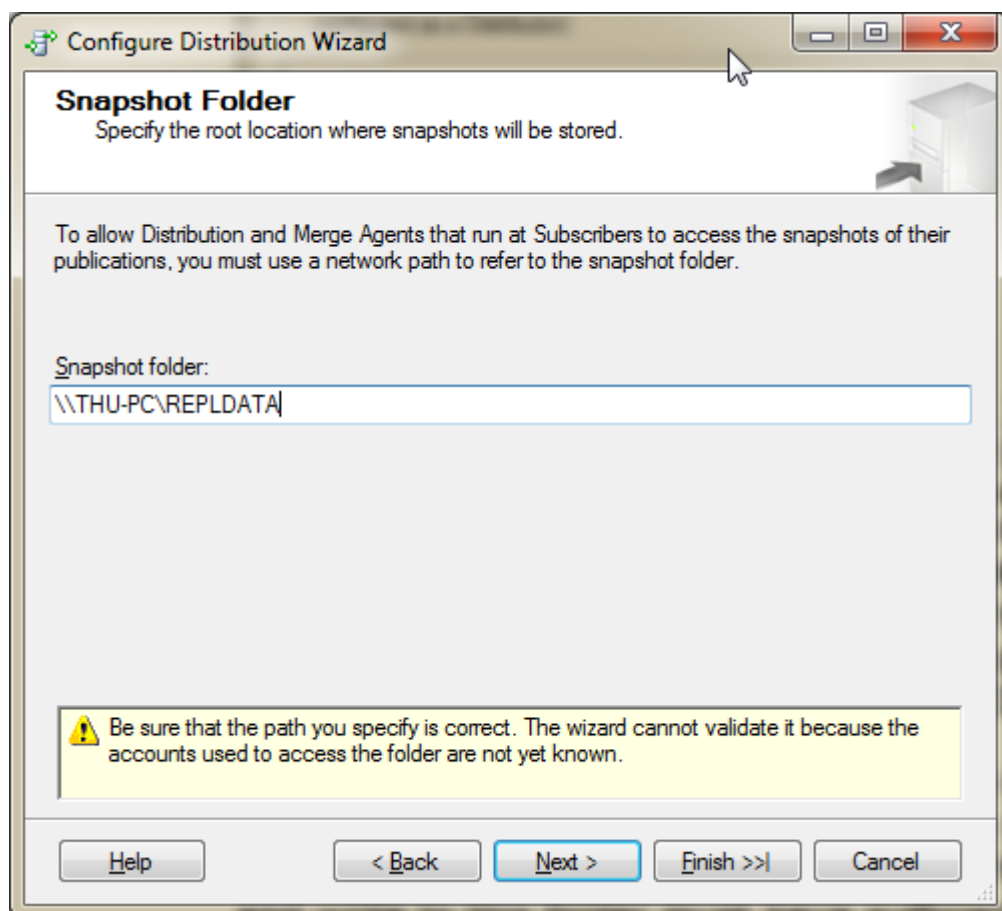 Configure Distribution Wizard
Snapshot Folder
Specify the root location where snapshots will be stored.
To allow Distribution and Merge Agents that run at Subscribers to access the snapshots of their
publications, you must use a network path to refer to the snapshot folder.
Snapshot folder:
\\THU-PC\REPLDATA
Be sure that the path you specify is correct. The wizard cannot validate it because the
accounts used to access the folder are not yet known.
Help
< Back
Next >
Finish >>|
Cancel